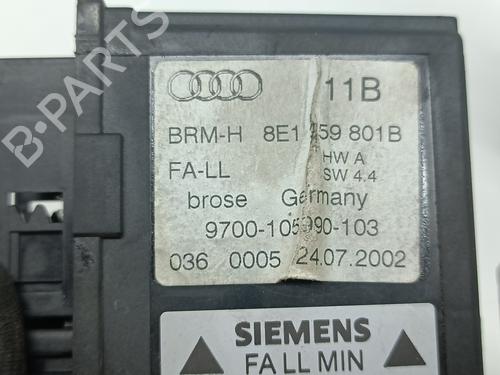 11B
BRM-H 8E1 959 801B
FA-LL HW A
SW 4.4
brose Germany
9700-105990-103
036 0005 24.07.2002
SIEMENS
FA LL MIN
B-PARTS